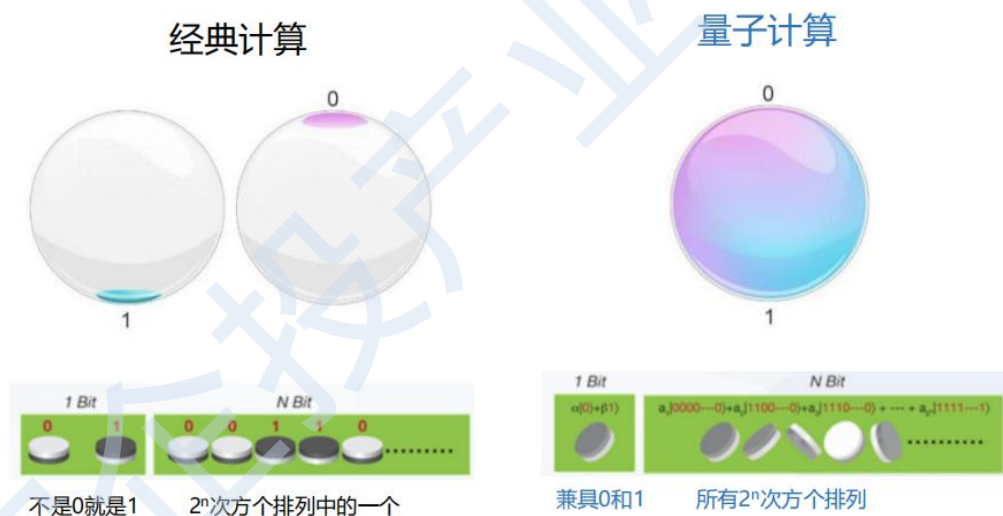 经典计算
量子计算
0
1
0
1
1 Bit
N Bit
0 1
0 0 1 1 0
不是0就是1
2ⁿ次方个排列中的一个
1 Bit
N Bit
α|0⟩+β1⟩
兼具0和1
所有2ⁿ次方个排列